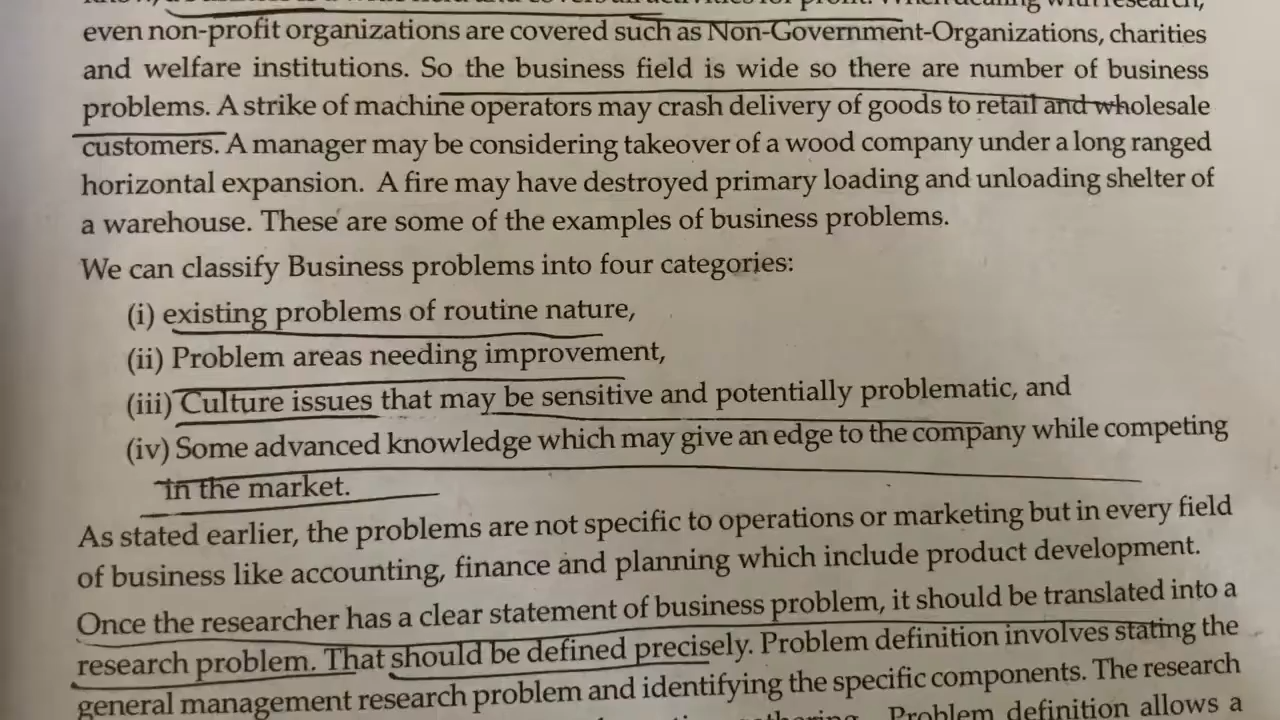 with research,
even non-profit organizations are covered such as Non-Government-Organizations, charities
and welfare institutions. So the business field is wide so there are number of business
problems. A strike of machine operators may crash delivery of goods to retail and wholesale
customers. A manager may be considering takeover of a wood company under a long ranged
horizontal expansion. A fire may have destroyed primary loading and unloading shelter of
a warehouse. These are some of the examples of business problems.
We can classify Business problems into four categories:
(i) existing problems of routine nature,
(ii) Problem areas needing improvement,
(iii) Culture issues that may be sensitive and potentially problematic, and
(iv) Some advanced knowledge which may give an edge to the company while competing
in the market.
As stated earlier, the problems are not specific to operations or marketing but in every field
of business like accounting, finance and planning which include product development.
Once the researcher has a clear statement of business problem, it should be translated into a
research problem. That should be defined precisely. Problem definition involves stating the
general management research problem and identifying the specific components. The research
Problem definition allows a